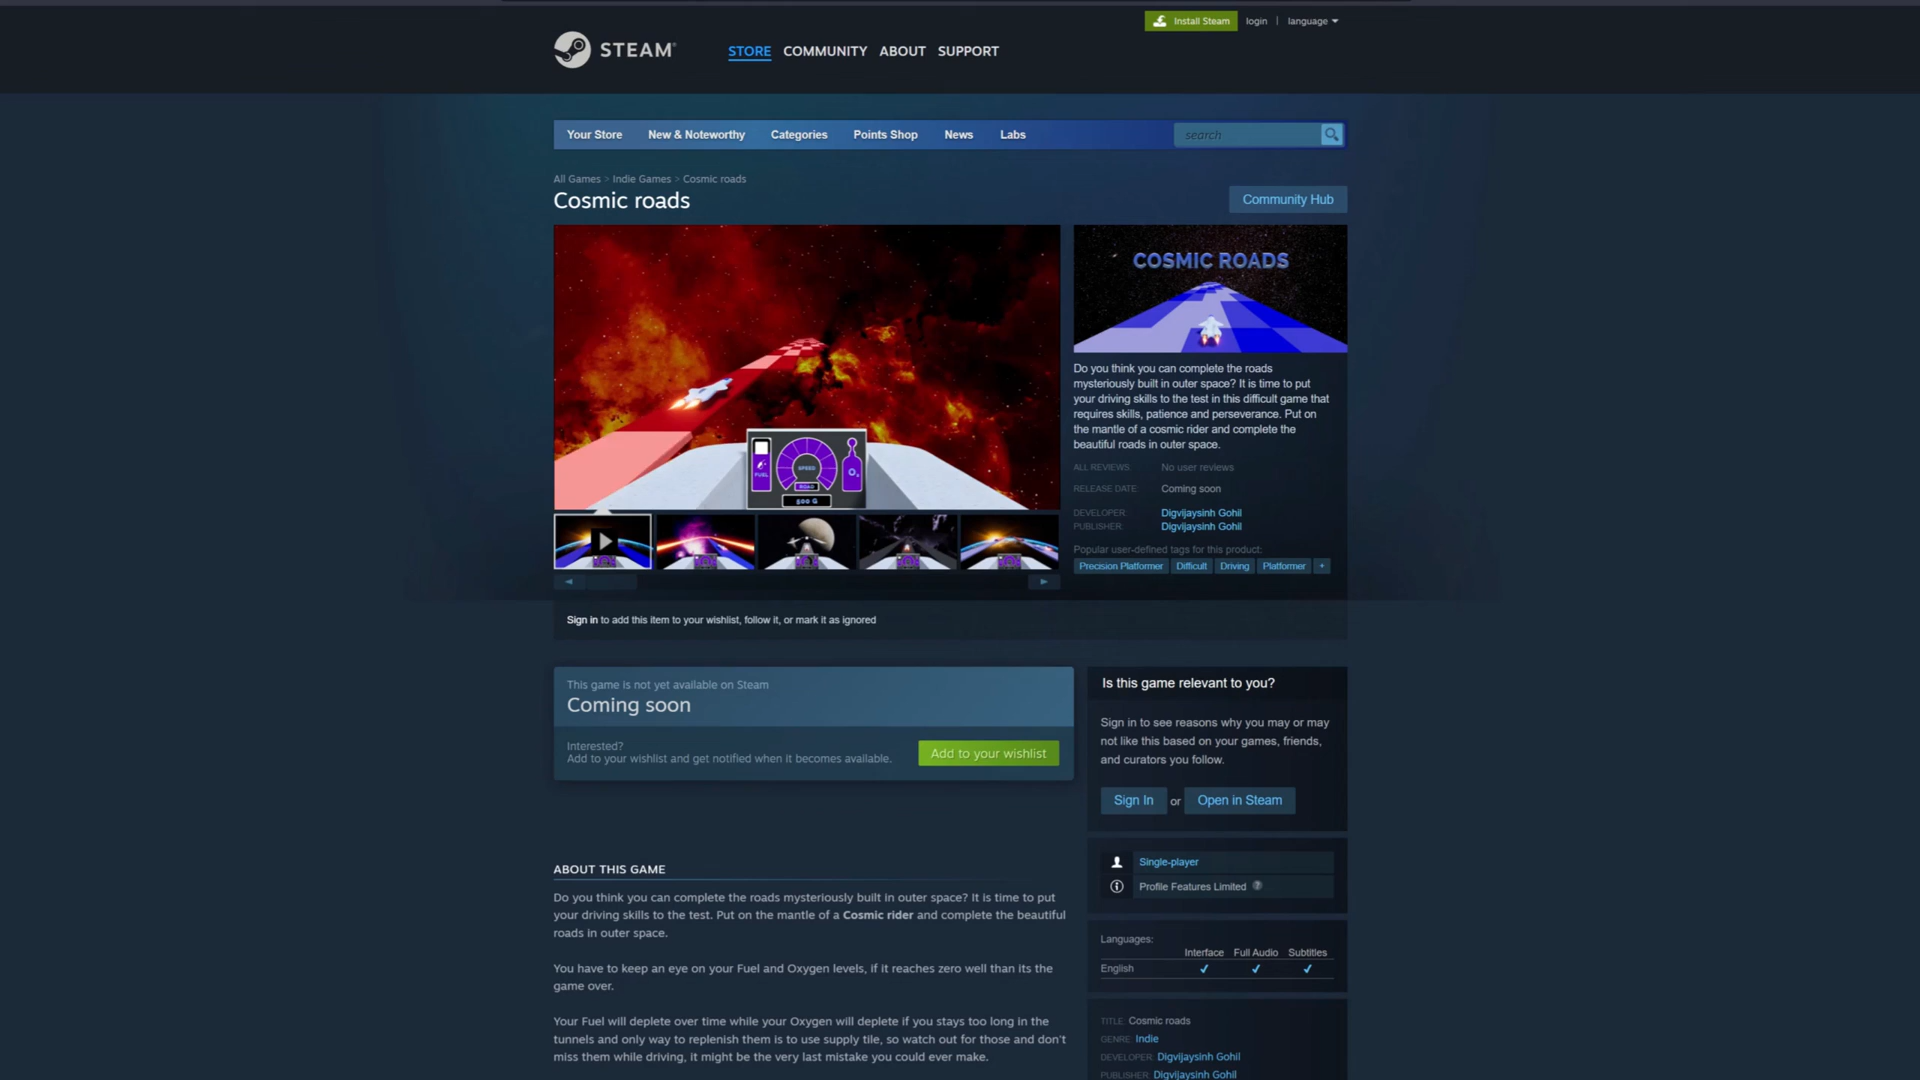 Install Steam login | language
STEAM®
STORE COMMUNITY ABOUT SUPPORT
Your Store New & Noteworthy Categories Points Shop News Labs search
All Games > Indie Games > Cosmic roads
Cosmic roads
Community Hub
COSMIC ROADS
FUEL SPEED O₂
ROAD
800 G
Do you think you can complete the roads
mysteriously built in outer space? It is time to put
your driving skills to the test in this difficult game that
requires skills, patience and perseverance. Put on
the mantle of a cosmic rider and complete the
beautiful roads in outer space.
ALL REVIEWS: No user reviews
RELEASE DATE: Coming soon
DEVELOPER: Digvijaysinh Gohil
PUBLISHER: Digvijaysinh Gohil
Popular user-defined tags for this product:
Precision Platformer Difficult Driving Platformer +
Sign in to add this item to your wishlist, follow it, or mark it as ignored
This game is not yet available on Steam
Coming soon
Interested?
Add to your wishlist and get notified when it becomes available.
Add to your wishlist
Is this game relevant to you?
Sign in to see reasons why you may or may
not like this based on your games, friends,
and curators you follow.
Sign In or Open in Steam
Single-player
Profile Features Limited ?
Languages:
Interface Full Audio Subtitles
English ✔ ✔ ✔
TITLE: Cosmic roads
GENRE: Indie
DEVELOPER: Digvijaysinh Gohil
PUBLISHER: Digvijaysinh Gohil
ABOUT THIS GAME
Do you think you can complete the roads mysteriously built in outer space? It is time to put
your driving skills to the test. Put on the mantle of a Cosmic rider and complete the beautiful
roads in outer space.
You have to keep an eye on your Fuel and Oxygen levels, if it reaches zero well than its the
game over.
Your Fuel will deplete over time while your Oxygen will deplete if you stays too long in the
tunnels and only way to replenish them is to use supply tile, so watch out for those and don't
miss them while driving, it might be the very last mistake you could ever make.